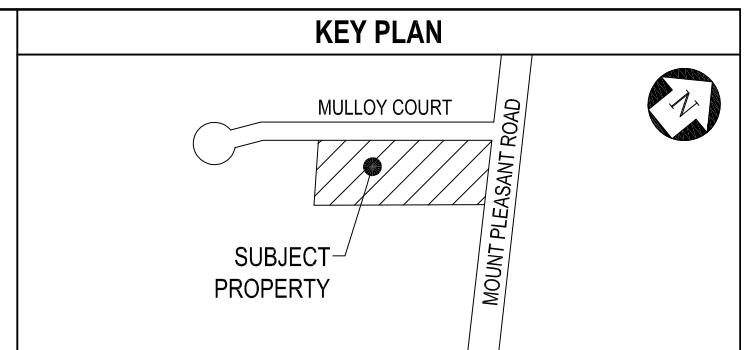 KEY PLAN
MULLOY COURT
N
MOUNT PLEASANT ROAD
SUBJECT
PROPERTY